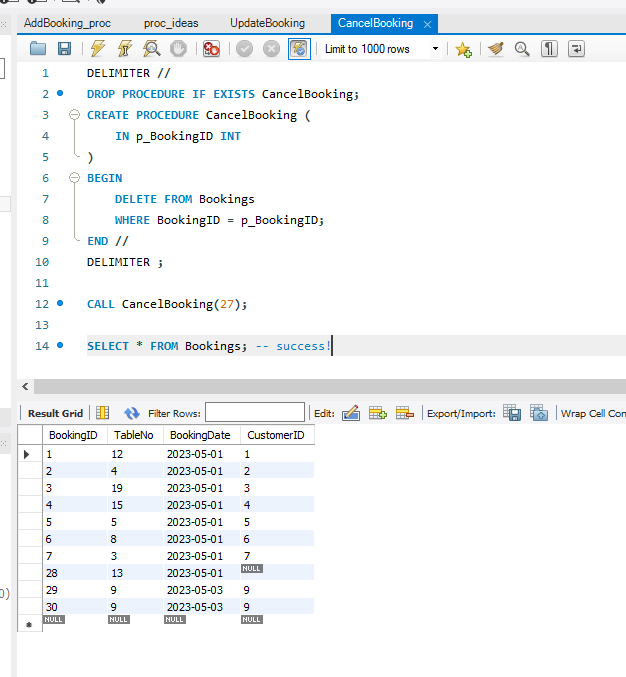 AddBooking_proc proc_ideas UpdateBooking CancelBooking ×
Limit to 1000 rows
1 DELIMITER //
2 DROP PROCEDURE IF EXISTS CancelBooking;
3 CREATE PROCEDURE CancelBooking (
4 IN p_BookingID INT
5 )
6 BEGIN
7 DELETE FROM Bookings
8 WHERE BookingID = p_BookingID;
9 END //
10 DELIMITER ;
11
12 CALL CancelBooking(27);
13
14 SELECT * FROM Bookings; -- success!
Result Grid Filter Rows: Edit: Export/Import: Wrap Cell Con
BookingID TableNo BookingDate CustomerID
1 12 2023-05-01 1
2 4 2023-05-01 2
3 19 2023-05-01 3
4 15 2023-05-01 4
5 5 2023-05-01 5
6 8 2023-05-01 6
7 3 2023-05-01 7
28 13 2023-05-01 NULL
29 9 2023-05-03 9
30 9 2023-05-03 9
NULL NULL NULL NULL
0)